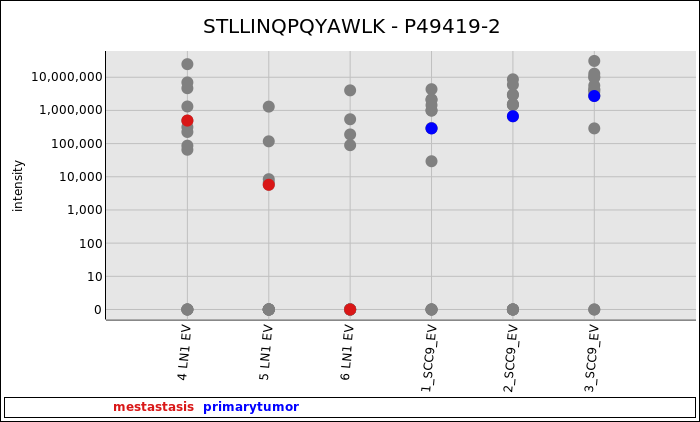 STLLINQPQYAWLK - P49419-2
intensity
10,000,000
1,000,000
100,000
10,000
1,000
100
10
0
4 LN1 EV
5 LN1 EV
6 LN1 EV
1_SCC9_EV
2_SCC9_EV
3_SCC9_EV
mestastasis primarytumor